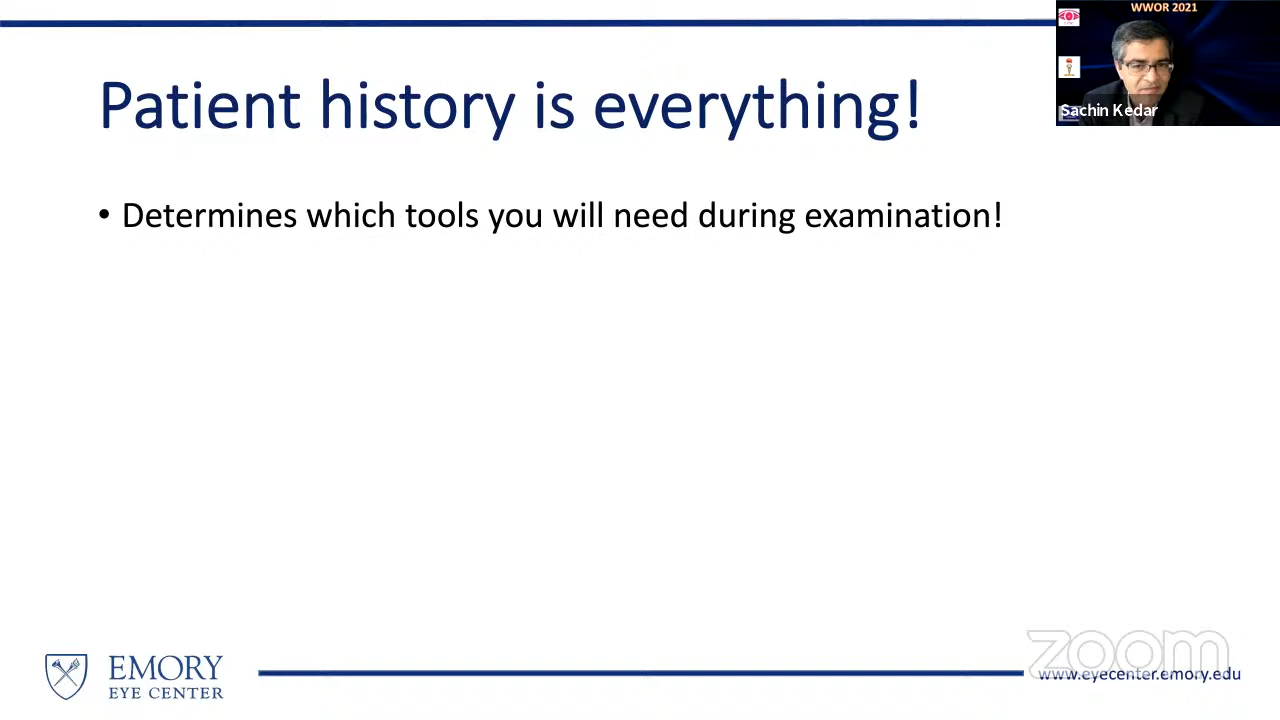 WWOR 2021
Sachin Kedar
Patient history is everything!
• Determines which tools you will need during examination!
EMORY
EYE CENTER
zoom
www.eyecenter.emory.edu